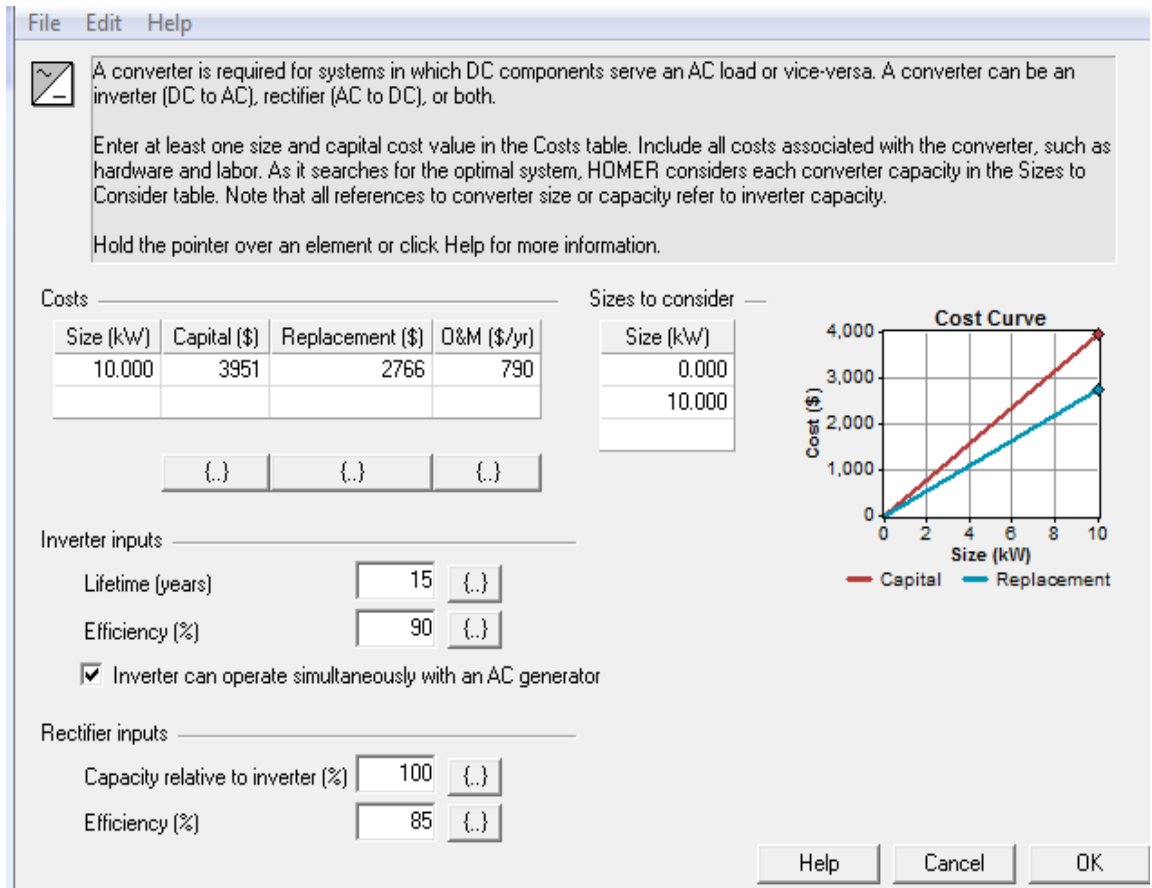 File Edit Help
A converter is required for systems in which DC components serve an AC load or vice-versa. A converter can be an
inverter (DC to AC), rectifier (AC to DC), or both.
Enter at least one size and capital cost value in the Costs table. Include all costs associated with the converter, such as
hardware and labor. As it searches for the optimal system, HOMER considers each converter capacity in the Sizes to
Consider table. Note that all references to converter size or capacity refer to inverter capacity.
Hold the pointer over an element or click Help for more information.
Costs
Size (kW) Capital ($) Replacement ($) O&M ($/yr)
10.000 3951 2766 790
{..} {..} {..}
Sizes to consider
Size (kW)
0.000
10.000
Cost Curve
Cost ($)
4,000
3,000
2,000
1,000
0
0 2 4 6 8 10
Size (kW)
Capital Replacement
Inverter inputs
Lifetime (years) 15 {..}
Efficiency (%) 90 {..}
Inverter can operate simultaneously with an AC generator
Rectifier inputs
Capacity relative to inverter (%) 100 {..}
Efficiency (%) 85 {..}
Help Cancel OK